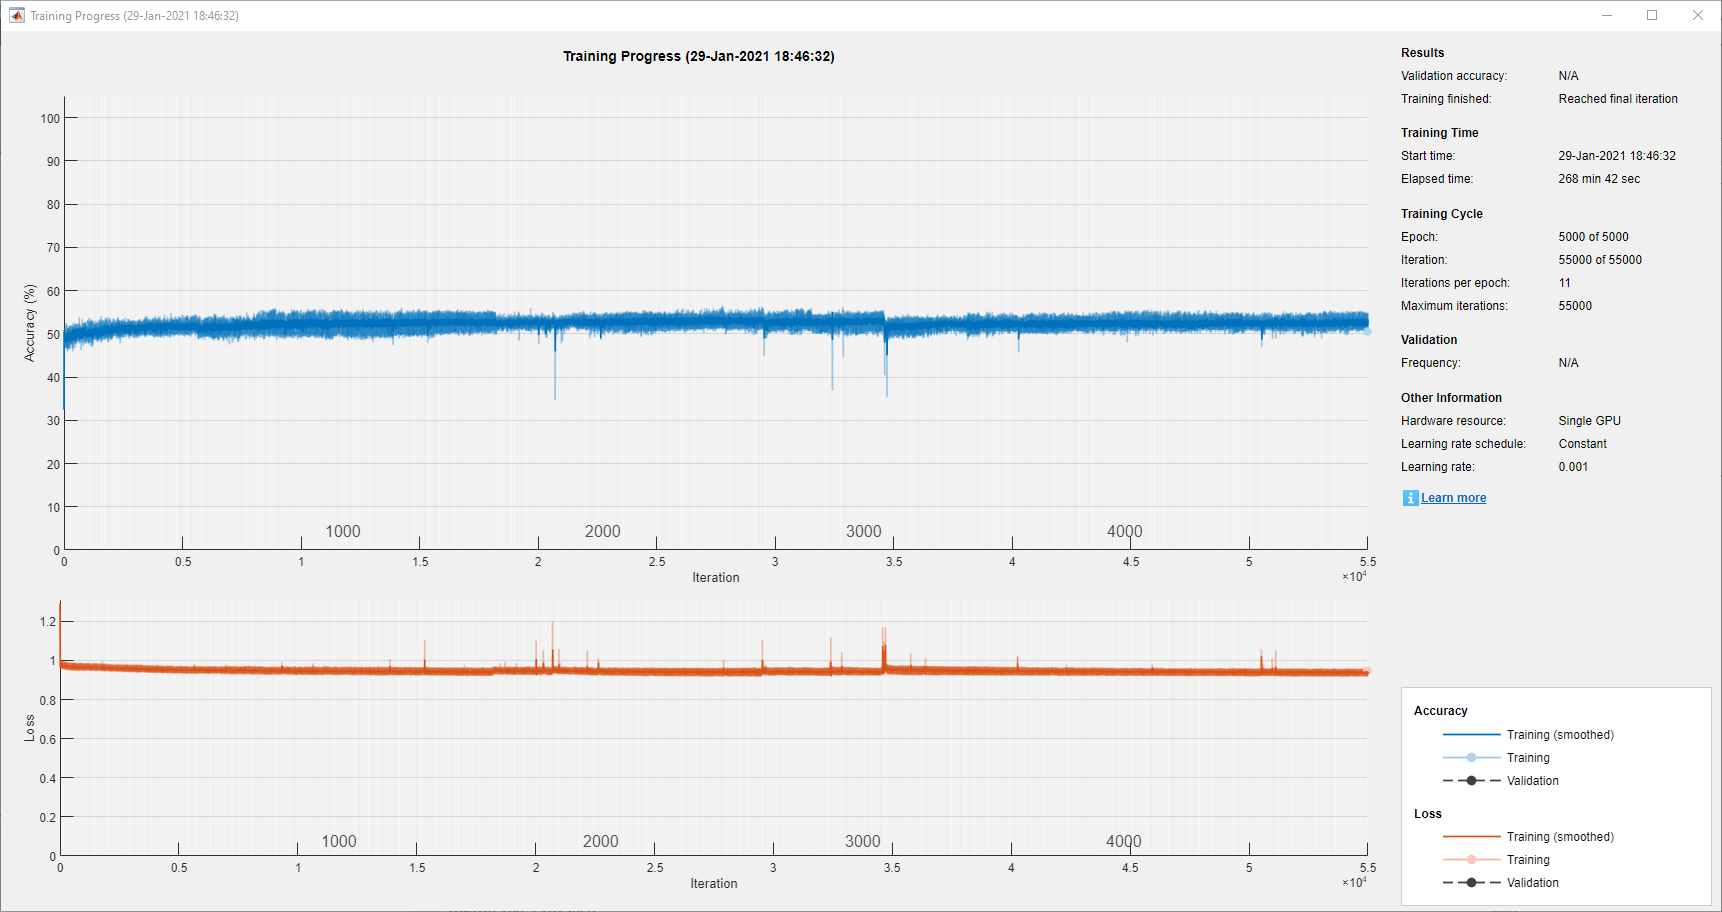 Training Progress (29-Jan-2021 18:46:32)
Training Progress (29-Jan-2021 18:46:32)
Accuracy (%)
100
90
80
70
60
50
40
30
20
10
0
1000 2000 3000 4000
0 0.5 1 1.5 2 2.5 3 3.5 4 4.5 5 5.5
Iteration
×10⁴
Loss
1.2
1
0.8
0.6
0.4
0.2
0
1000 2000 3000 4000
0 0.5 1 1.5 2 2.5 3 3.5 4 4.5 5 5.5
Iteration
×10⁴
Results
Validation accuracy: N/A
Training finished: Reached final iteration
Training Time
Start time: 29-Jan-2021 18:46:32
Elapsed time: 268 min 42 sec
Training Cycle
Epoch: 5000 of 5000
Iteration: 55000 of 55000
Iterations per epoch: 11
Maximum iterations: 55000
Validation
Frequency: N/A
Other Information
Hardware resource: Single GPU
Learning rate schedule: Constant
Learning rate: 0.001
i Learn more
Accuracy
Training (smoothed)
Training
Validation
Loss
Training (smoothed)
Training
Validation